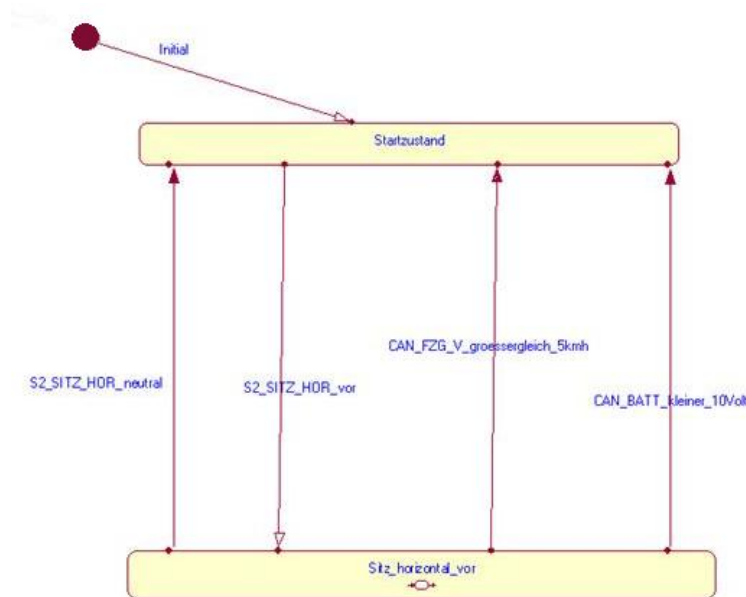 Initial
Startzustand
CAN_FZG_V_groessergleich_5kmh
S2_SITZ_HOR_neutral
S2_SITZ_HOR_vor
CAN_BATT_kleiner_10Volt
Sitz_horizontal_vor